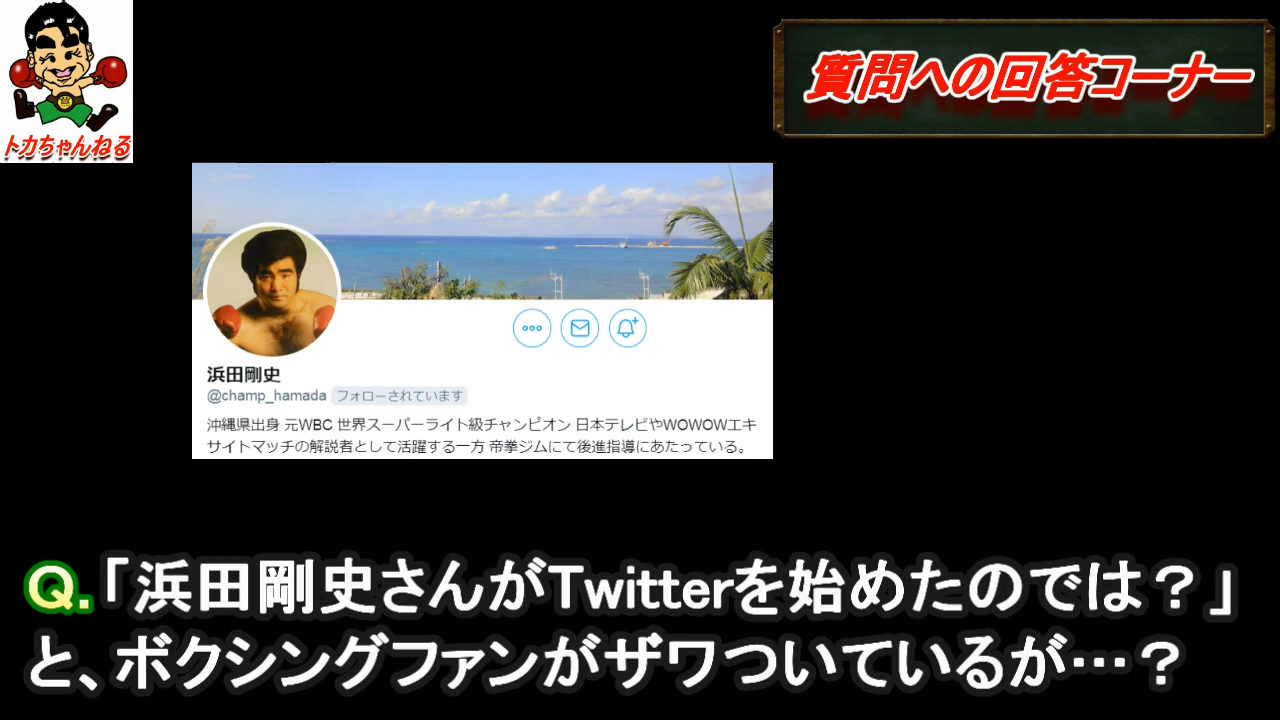 トカちゃんねる
質問への回答コーナー
浜田剛史
@champ_hamada フォローされています
沖縄県出身 元WBC 世界スーパーライト級チャンピオン 日本テレビやWOWOWエキ
サイトマッチの解説者として活躍する一方 帝拳ジムにて後進指導にあたっている。
Q.「浜田剛史さんがTwitterを始めたのでは？」
と、ボクシングファンがザワついているが…？